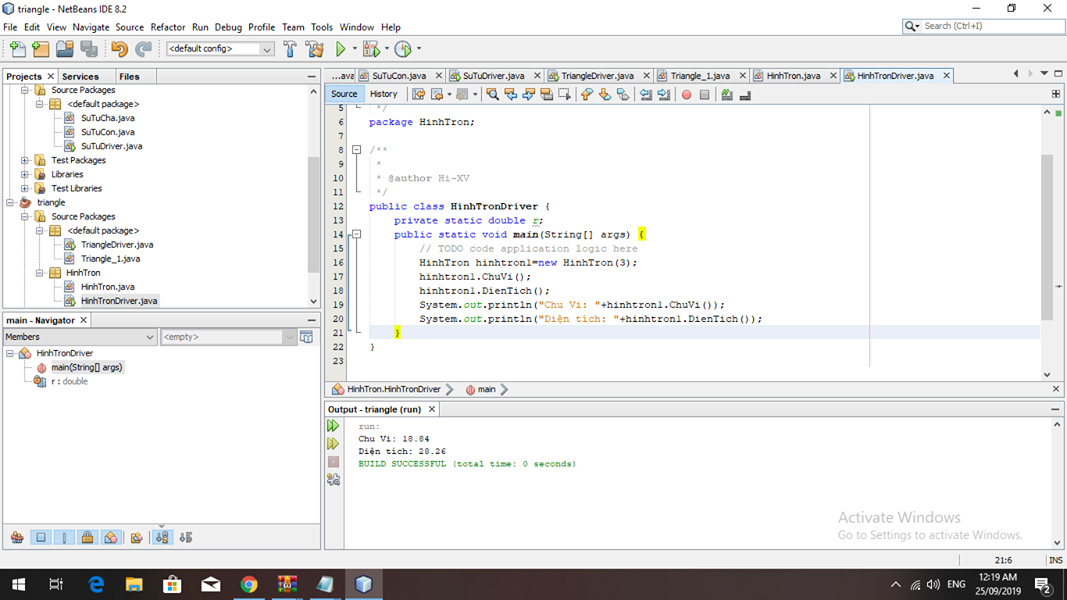 triangle - NetBeans IDE 8.2
File Edit View Navigate Source Refactor Run Debug Profile Team Tools Window Help
Search (Ctrl+I)
<default config>
Projects Services Files
...ava SuTuCon.java SuTuDriver.java TriangleDriver.java Triangle_1.java HinhTron.java HinhTronDriver.java
Source History
Source Packages
<default package>
SuTuCha.java
SuTuCon.java
SuTuDriver.java
Test Packages
Libraries
Test Libraries
triangle
Source Packages
<default package>
TriangleDriver.java
Triangle_1.java
HinhTron
HinhTron.java
HinhTronDriver.java
main - Navigator
Members <empty>
HinhTronDriver
main(String[] args)
r : double
5 */
6 package HinhTron;
7
8 /**
9 *
10 * @author Hi-XV
11 */
12 public class HinhTronDriver {
13 private static double r;
14 public static void main(String[] args) {
15 // TODO code application logic here
16 HinhTron hinhtron1=new HinhTron(3);
17 hinhtron1.ChuVi();
18 hinhtron1.DienTich();
19 System.out.println("Chu Vi: "+hinhtron1.ChuVi());
20 System.out.println("Diện tích: "+hinhtron1.DienTich());
21 }
22 }
23
HinhTron.HinhTronDriver main
Output - triangle (run)
run:
Chu Vi: 18.84
Diện tích: 28.26
BUILD SUCCESSFUL (total time: 0 seconds)
Activate Windows
Go to Settings to activate Windows.
21:6 INS
ENG
12:19 AM
25/09/2019
2